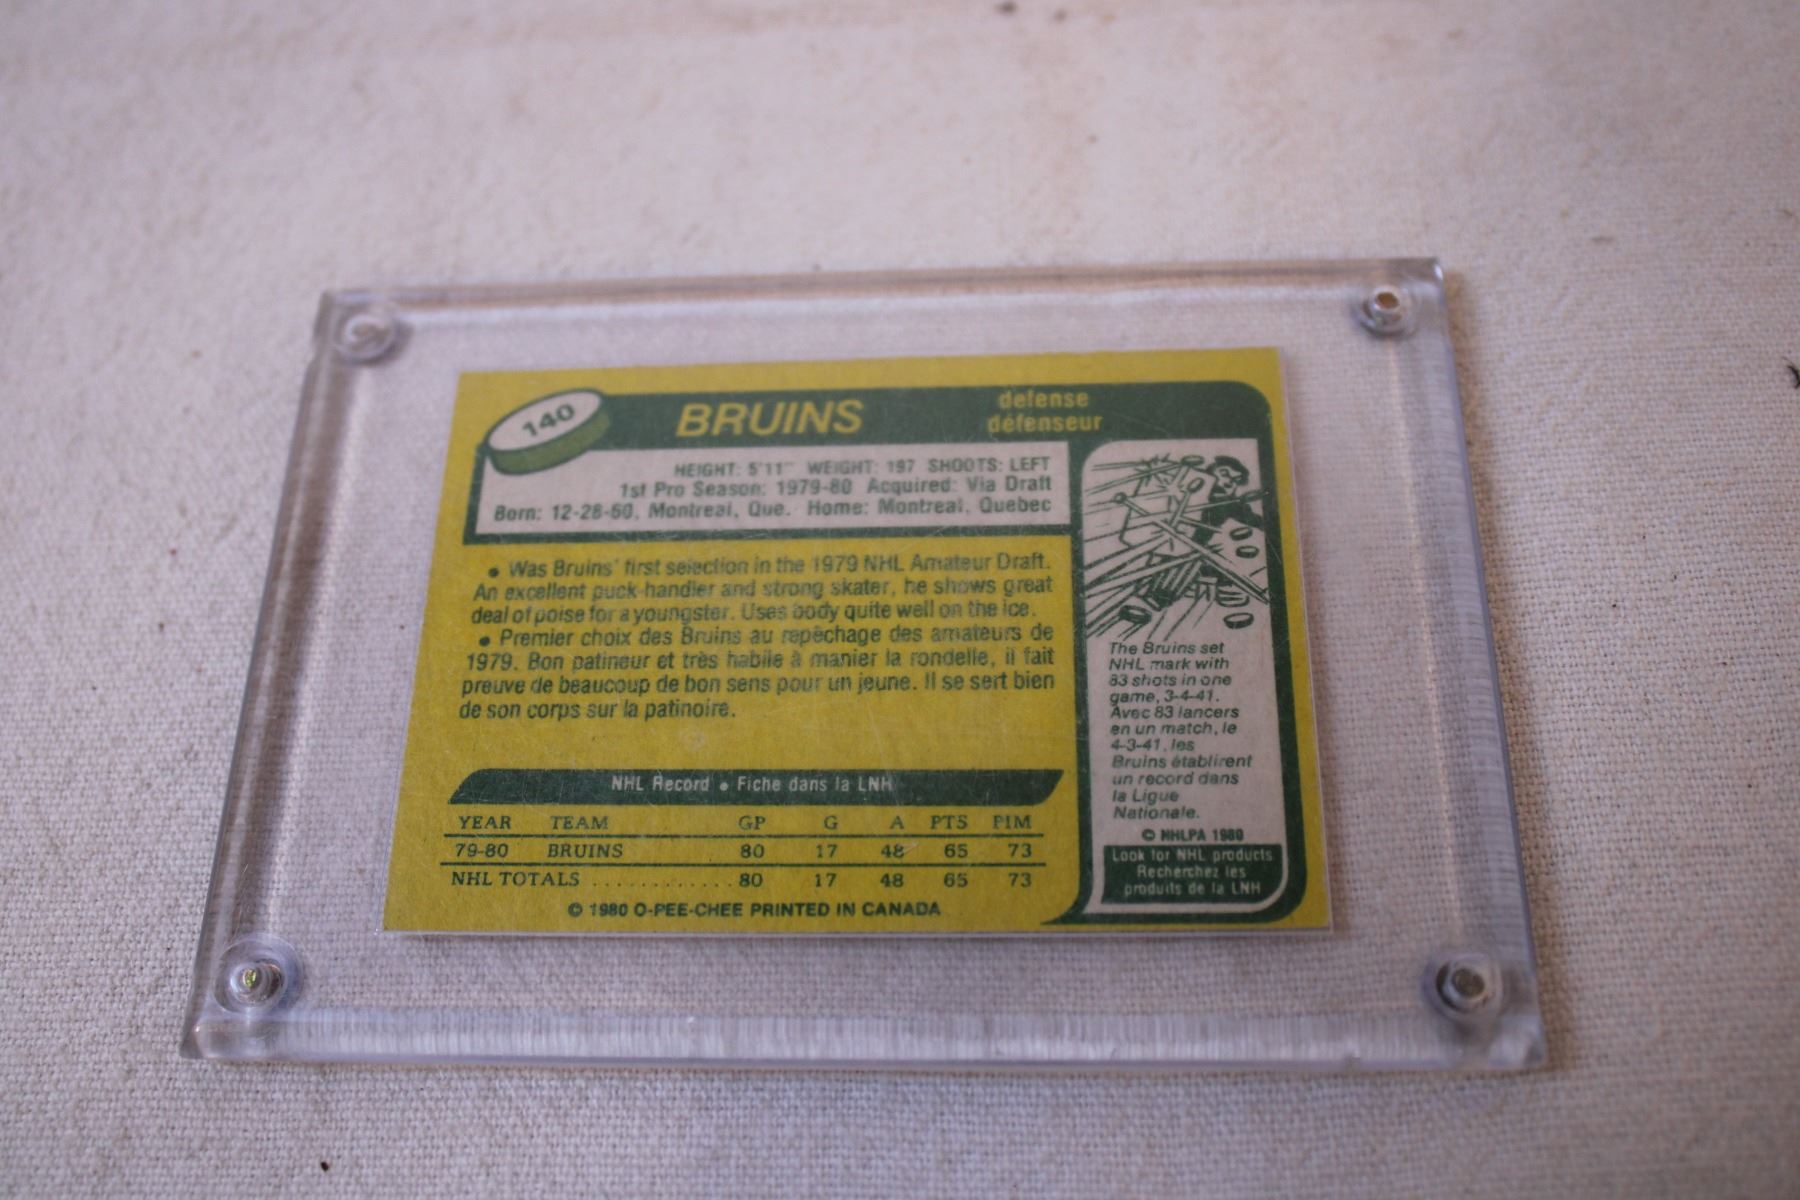 140
BRUINS
defense
défenseur
HEIGHT: 5'11" WEIGHT: 197 SHOOTS: LEFT
1st Pro Season: 1979-80 Acquired: Via Draft
Born: 12-28-60, Montreal, Que. Home: Montreal, Quebec
• Was Bruins' first selection in the 1979 NHL Amateur Draft.
An excellent puck-handler and strong skater, he shows great
deal of poise for a youngster. Uses body quite well on the ice.
• Premier choix des Bruins au repêchage des amateurs de
1979. Bon patineur et très habile à manier la rondelle, il fait
preuve de beaucoup de bon sens pour un jeune. Il se sert bien
de son corps sur la patinoire.
NHL Record • Fiche dans la LNH
YEAR TEAM GP G A PTS PIM
79-80 BRUINS 80 17 48 65 73
NHL TOTALS ............ 80 17 48 65 73
© 1980 O-PEE-CHEE PRINTED IN CANADA
The Bruins set
NHL mark with
83 shots in one
game, 3-4-41.
Avec 83 lancers
en un match, le
4-3-41, les
Bruins établirent
un record dans
la Ligue
Nationale.
© NHLPA 1980
Look for NHL products
Recherchez les
produits de la LNH